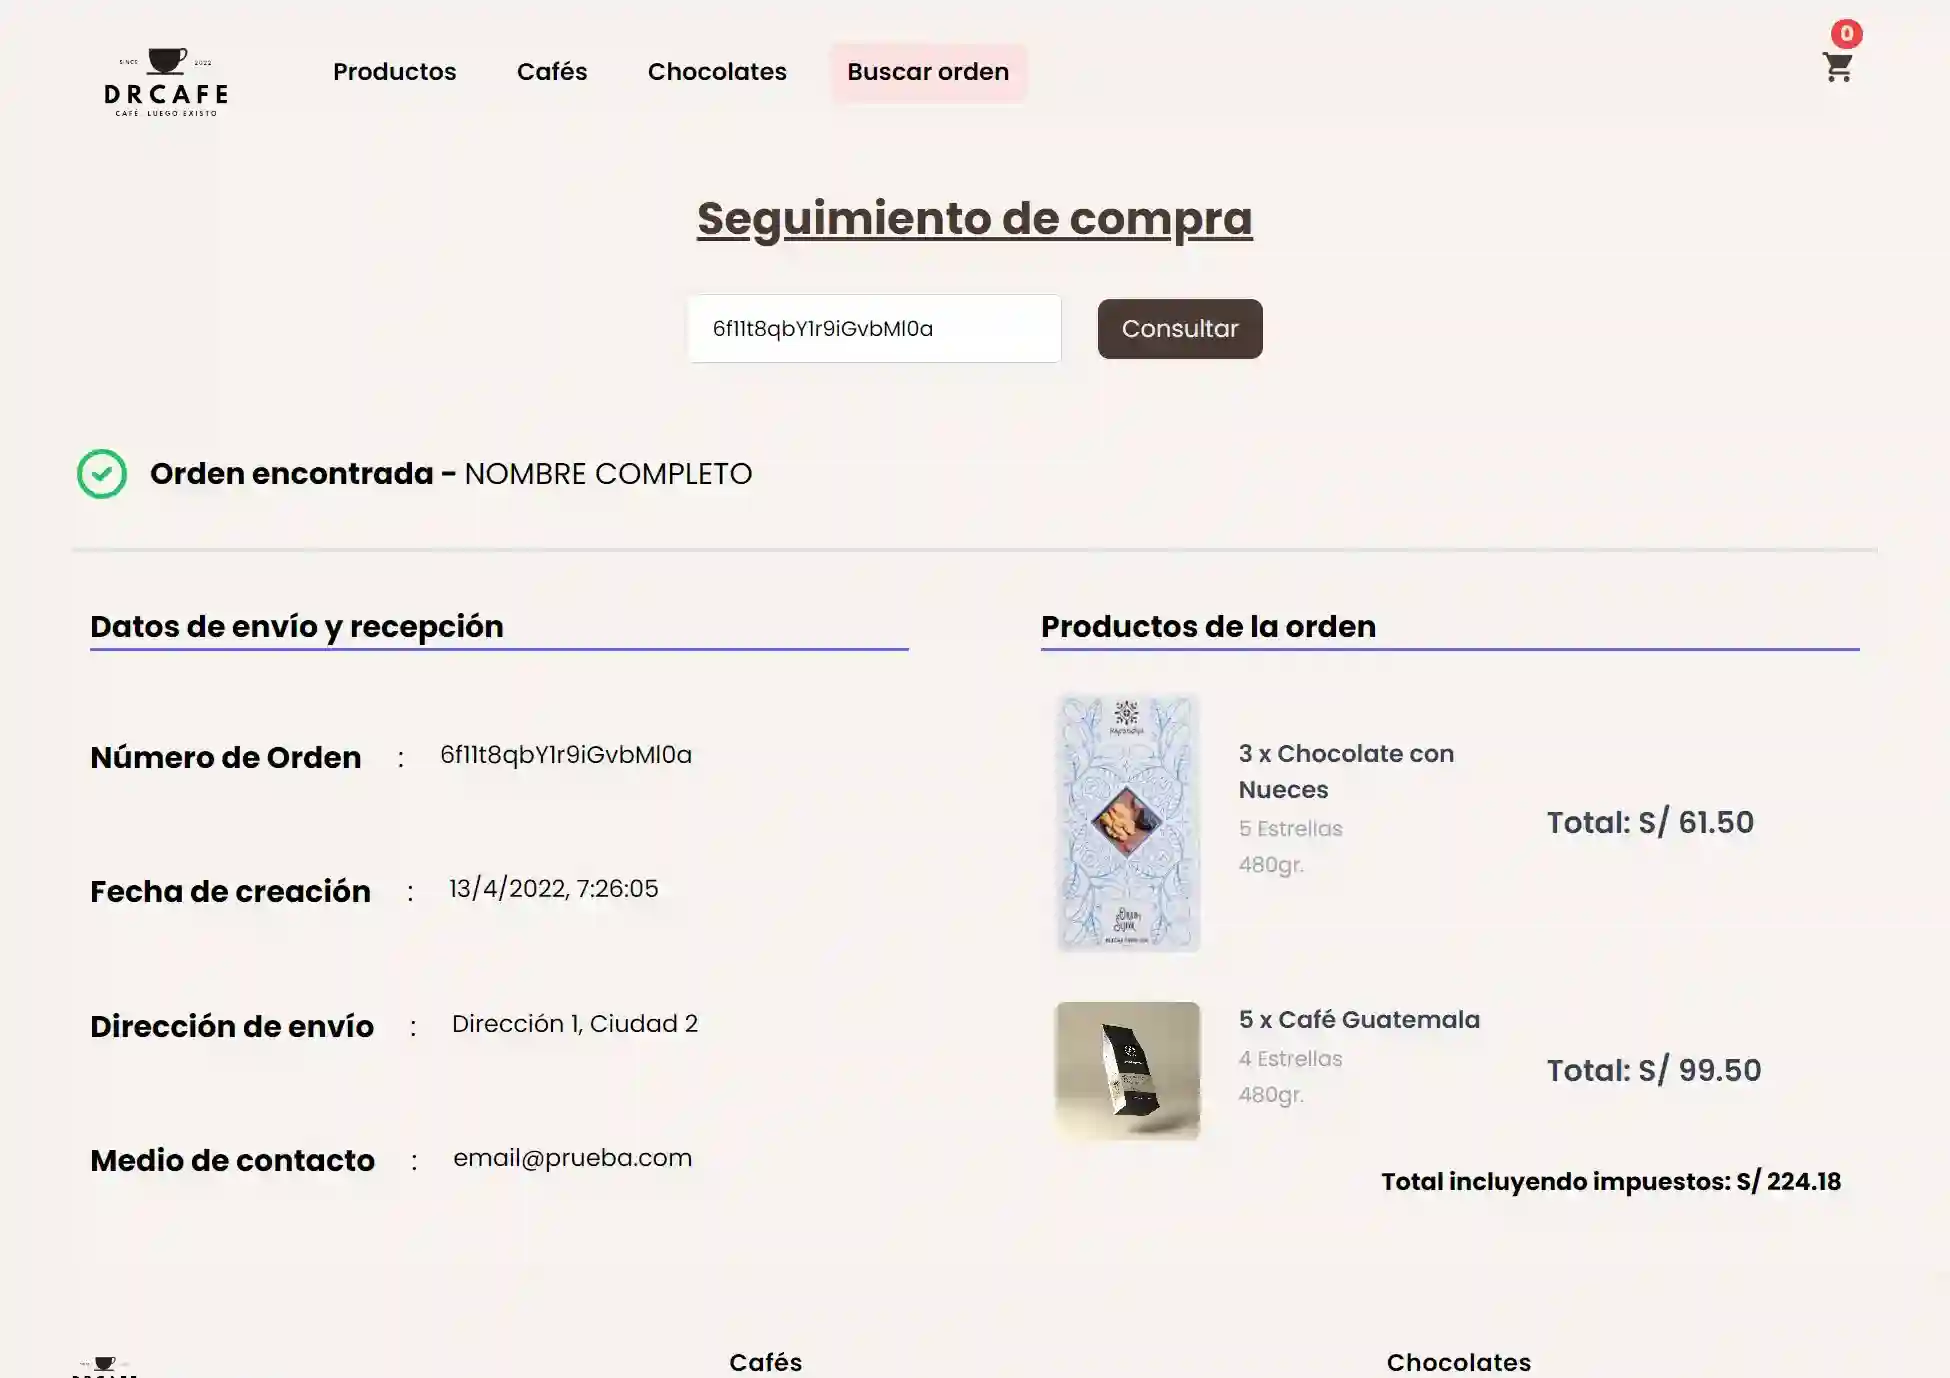 SINCE 2022
DRCAFE
CAFÉ LUEGO EXISTO
Productos
Cafés
Chocolates
Buscar orden
0
Seguimiento de compra
6f11t8qbY1r9iGvbMl0a
Consultar
Orden encontrada - NOMBRE COMPLETO
Datos de envío y recepción
Número de Orden : 6f11t8qbY1r9iGvbMl0a
Fecha de creación : 13/4/2022, 7:26:05
Dirección de envío : Dirección 1, Ciudad 2
Medio de contacto : email@prueba.com
Productos de la orden
3 x Chocolate con
Nueces
5 Estrellas
480gr.
Total: S/ 61.50
5 x Café Guatemala
4 Estrellas
480gr.
Total: S/ 99.50
Total incluyendo impuestos: S/ 224.18
Cafés
Chocolates